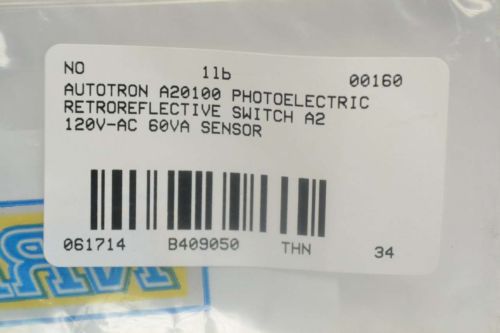 NO 1lb 00160
AUTOTRON A20100 PHOTOELECTRIC
RETROREFLECTIVE SWITCH A2
120V-AC 60VA SENSOR
061714 B409050 THN 34